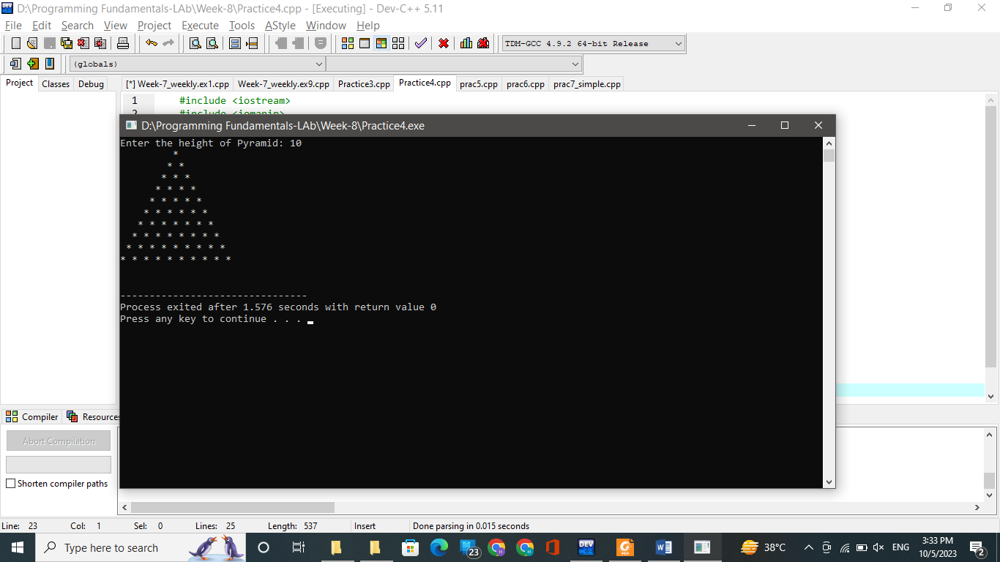 D:\Programming Fundamentals-LAb\Week-8\Practice4.cpp - [Executing] - Dev-C++ 5.11
File Edit Search View Project Execute Tools AStyle Window Help
TDM-GCC 4.9.2 64-bit Release
(globals)
Project Classes Debug [*] Week-7_weekly.ex1.cpp Week-7_weekly.ex9.cpp Practice3.cpp Practice4.cpp prac5.cpp prac6.cpp prac7_simple.cpp
1 #include <iostream>
2 #include <iomanip>
D:\Programming Fundamentals-LAb\Week-8\Practice4.exe
Enter the height of Pyramid: 10
         *
        * *
       * * *
      * * * *
     * * * * *
    * * * * * *
   * * * * * * *
  * * * * * * * *
 * * * * * * * * *
* * * * * * * * * *
--------------------------------
Process exited after 1.576 seconds with return value 0
Press any key to continue . . .
Compiler Resources
Abort Compilation
Shorten compiler paths
Line: 23 Col: 1 Sel: 0 Lines: 25 Length: 537 Insert Done parsing in 0.015 seconds
Type here to search DEV 23 PDF 38°C ENG 3:33 PM
10/5/2023 2